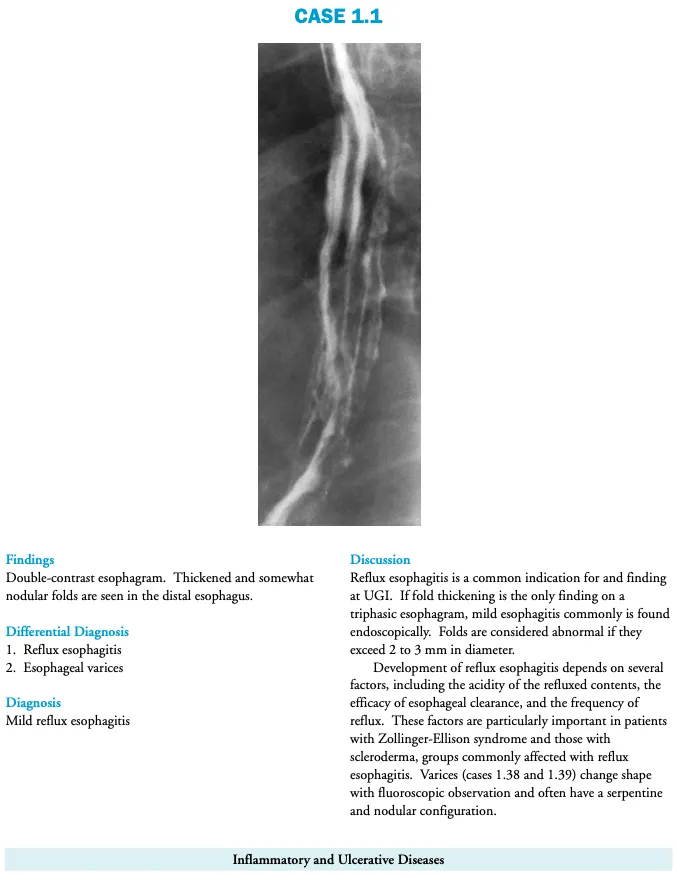 CASE 1.1
Findings
Double-contrast esophagram. Thickened and somewhat
nodular folds are seen in the distal esophagus.
Differential Diagnosis
1. Reflux esophagitis
2. Esophageal varices
Diagnosis
Mild reflux esophagitis
Discussion
Reflux esophagitis is a common indication for and finding
at UGI. If fold thickening is the only finding on a
triphasic esophagram, mild esophagitis commonly is found
endoscopically. Folds are considered abnormal if they
exceed 2 to 3 mm in diameter.
Development of reflux esophagitis depends on several
factors, including the acidity of the refluxed contents, the
efficacy of esophageal clearance, and the frequency of
reflux. These factors are particularly important in patients
with Zollinger-Ellison syndrome and those with
scleroderma, groups commonly affected with reflux
esophagitis. Varices (cases 1.38 and 1.39) change shape
with fluoroscopic observation and often have a serpentine
and nodular configuration.
Inflammatory and Ulcerative Diseases